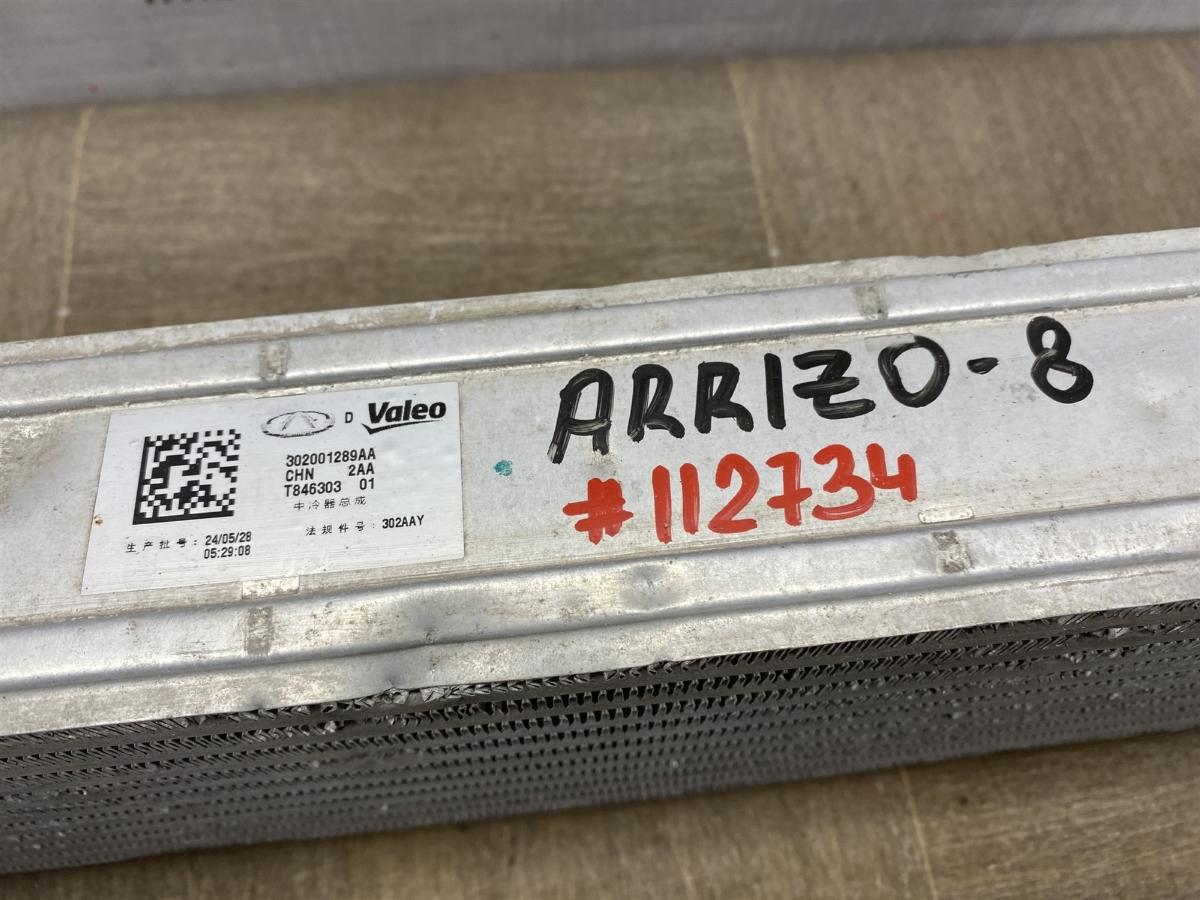 D Valeo
302001289AA
CHN 2AA
T846303 01
中冷器总成
法规件号: 302AAY
生产批号: 24/05/28
05:29:08
ARRIZO-8
#112734